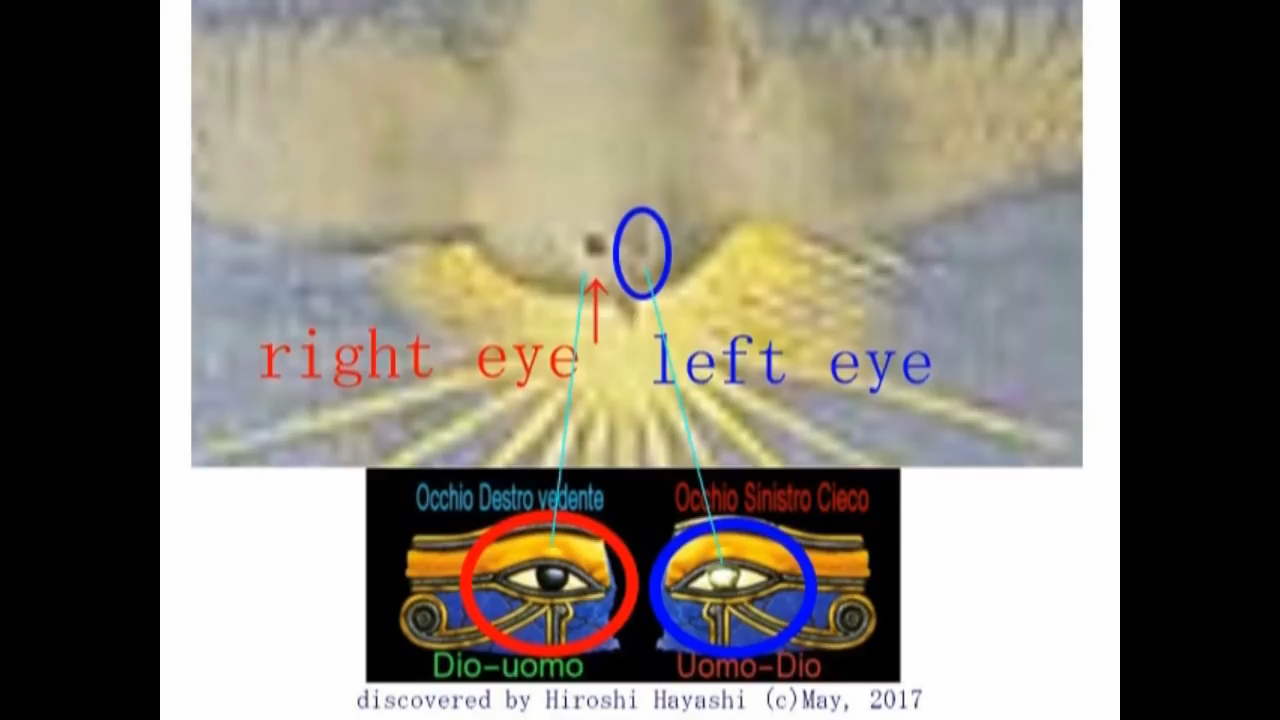 right eye
left eye
Occhio Destro vedente
Occhio Sinistro Cieco
Dio-uomo
Uomo-Dio
discovered by Hiroshi Hayashi (c)May, 2017